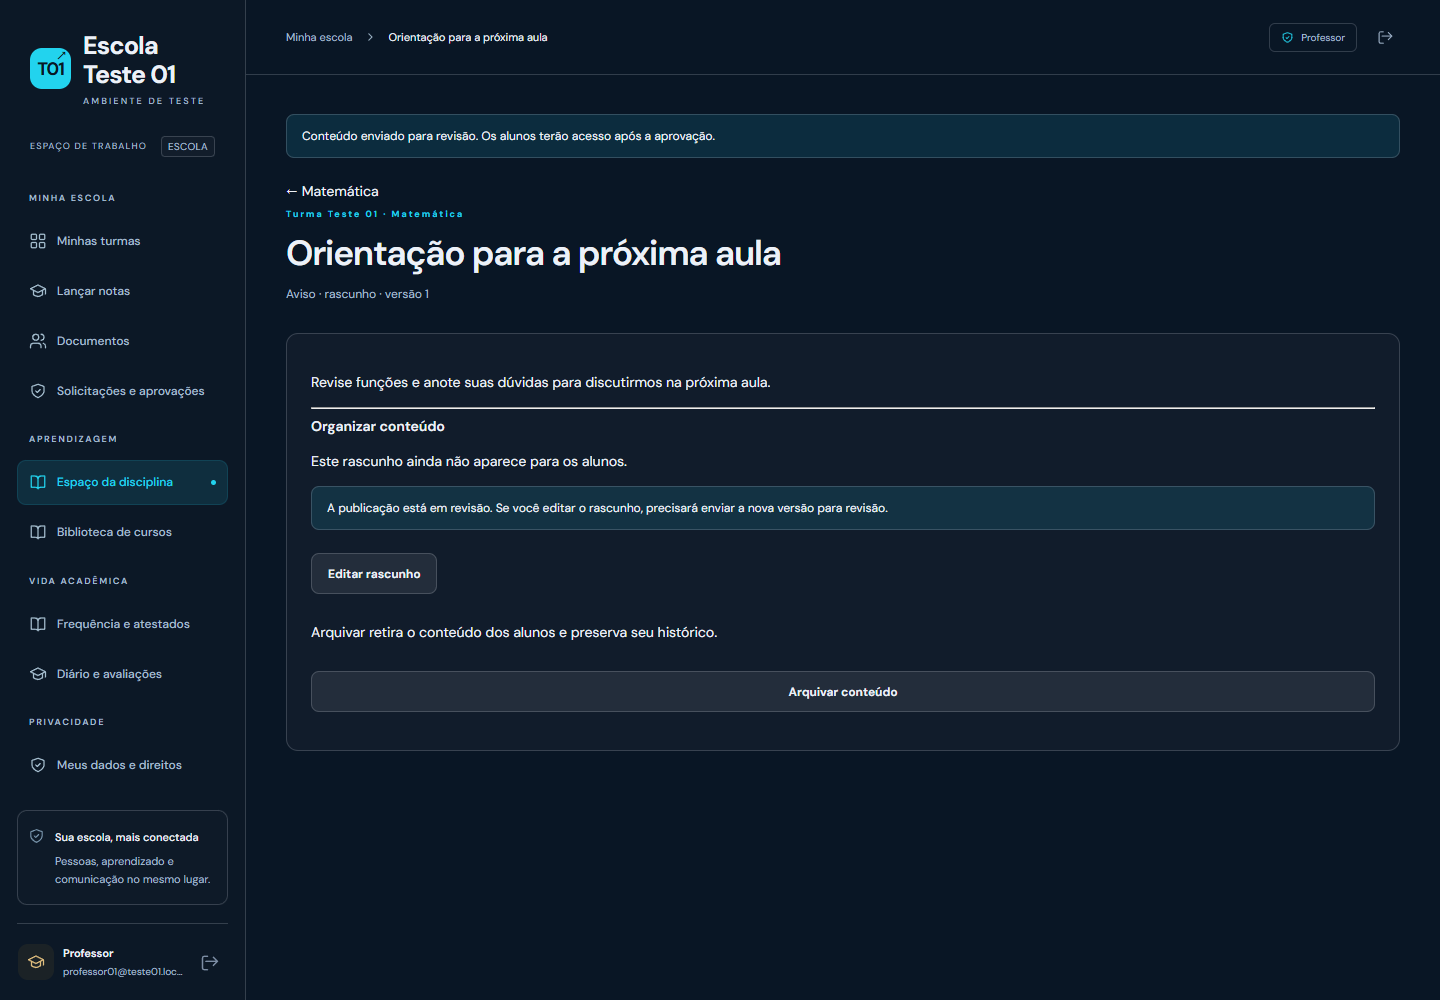 T01
Escola
Teste 01
AMBIENTE DE TESTE
ESPAÇO DE TRABALHO
ESCOLA
MINHA ESCOLA
Minhas turmas
Lançar notas
Documentos
Solicitações e aprovações
APRENDIZAGEM
Espaço da disciplina
Biblioteca de cursos
VIDA ACADÊMICA
Frequência e atestados
Diário e avaliações
PRIVACIDADE
Meus dados e direitos
Sua escola, mais conectada
Pessoas, aprendizado e
comunicação no mesmo lugar.
Professor
professor01@teste01.loc...
Minha escola > Orientação para a próxima aula
Professor
Conteúdo enviado para revisão. Os alunos terão acesso após a aprovação.
← Matemática
Turma Teste 01 · Matemática
Orientação para a próxima aula
Aviso · rascunho · versão 1
Revise funções e anote suas dúvidas para discutirmos na próxima aula.
Organizar conteúdo
Este rascunho ainda não aparece para os alunos.
A publicação está em revisão. Se você editar o rascunho, precisará enviar a nova versão para revisão.
Editar rascunho
Arquivar retira o conteúdo dos alunos e preserva seu histórico.
Arquivar conteúdo